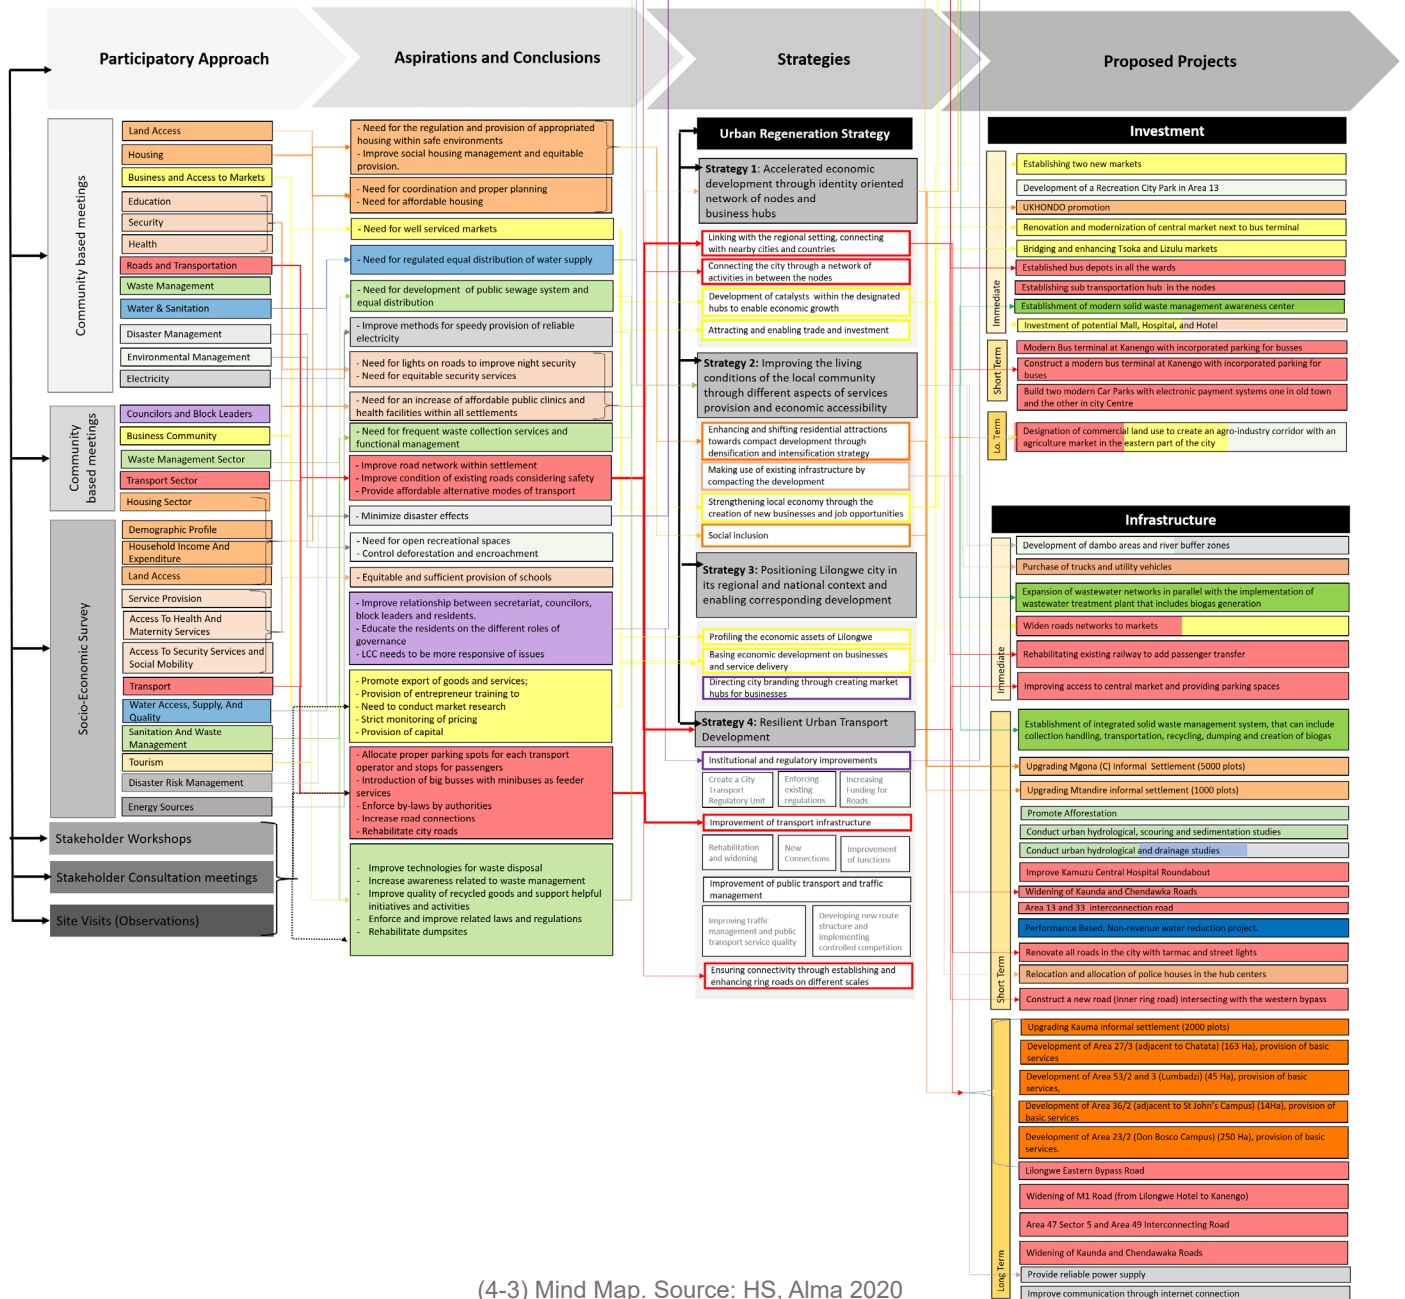 Participatory Approach
Aspirations and Conclusions
Strategies
Proposed Projects
Community based meetings
Land Access
Housing
Business and Access to Markets
Education
Security
Health
Roads and Transportation
Waste Management
Water & Sanitation
Disaster Management
Environmental Management
Electricity
Community
based meetings
Councilors and Block Leaders
Business Community
Waste Management Sector
Transport Sector
Housing Sector
Socio-Economic Survey
Demographic Profile
Household Income And
Expenditure
Land Access
Service Provision
Access To Health And
Maternity Services
Access To Security Services and
Social Mobility
Transport
Water Access, Supply, And
Quality
Sanitation And Waste
Management
Tourism
Disaster Risk Management
Energy Sources
Stakeholder Workshops
Stakeholder Consultation meetings
Site Visits (Observations)
- Need for the regulation and provision of appropriated
housing within safe environments
- Improve social housing management and equitable
provision.
- Need for coordination and proper planning
- Need for affordable housing
- Need for well serviced markets
- Need for regulated equal distribution of water supply
- Need for development  of public sewage system and
equal distribution
- Improve methods for speedy provision of reliable
electricity
- Need for lights on roads to improve night security
- Need for equitable security services
- Need for an increase of affordable public clinics and
health facilities within all settlements
- Need for frequent waste collection services and
functional management
- Improve road network within settlement
- Improve condition of existing roads considering safety
- Provide affordable alternative modes of transport
- Minimize disaster effects
- Need for open recreational spaces
- Control deforestation and encroachment
- Equitable and sufficient provision of schools
- Improve relationship between secretariat, councilors,
block leaders and residents.
- Educate the residents on the different roles of
governance
- LCC needs to be more responsive of issues
- Promote export of goods and services;
- Provision of entrepreneur training to
- Need to conduct market research
- Strict monitoring of pricing
- Provision of capital
- Allocate proper parking spots for each transport
operator and stops for passengers
- Introduction of big busses with minibuses as feeder
services
- Enforce by-laws by authorities
- Increase road connections
- Rehabilitate city roads
- Improve technologies for waste disposal
- Increase awareness related to waste management
- Improve quality of recycled goods and support helpful
initiatives and activities
- Enforce and improve related laws and regulations
- Rehabilitate dumpsites
Urban Regeneration Strategy
Strategy 1: Accelerated economic
development through identity oriented
network of nodes and
business hubs
Linking with the regional setting, connecting
with nearby cities and countries
Connecting the city through a network of
activities in between the nodes
Development of catalysts  within the designated
hubs to enable economic growth
Attracting and enabling trade and investment
Strategy 2: Improving the living
conditions of the local community
through different aspects of services
provision and economic accessibility
Enhancing and shifting residential attractions
towards compact development through
densification and intensification strategy
Making use of existing infrastructure by
compacting the development
Strengthening local economy through the
creation of new businesses and job opportunities
Social inclusion
Strategy 3: Positioning Lilongwe city in
its regional and national context and
enabling corresponding development
Profiling the economic assets of Lilongwe
Basing economic development on businesses
and service delivery
Directing city branding through creating market
hubs for businesses
Strategy 4: Resilient Urban Transport
Development
Institutional and regulatory improvements
Create a City
Transport
Regulatory Unit
Enforcing
existing
regulations
Increasing
Funding for
Roads
Improvement of transport infrastructure
Rehabilitation
and widening
New
Connections
Improvement
of Junctions
Improvement of public transport and traffic
management
Improving traffic
management and public
transport service quality
Developing new route
structure and
implementing
controlled competition
Ensuring connectivity through establishing and
enhancing ring roads on different scales
Investment
Immediate
Establishing two new markets
Development of a Recreation City Park in Area 13
UKHONDO promotion
Renovation and modernization of central market next to bus terminal
Bridging and enhancing Tsoka and Lizulu markets
Established bus depots in all the wards
Establishing sub transportation hub  in the nodes
Establishment of modern solid waste management awareness center
Investment of potential Mall, Hospital, and Hotel
Short Term
Modern Bus terminal at Kanengo with incorporated parking for busses
Construct a modern bus terminal at Kanengo with incorporated parking for
buses
Build two modern Car Parks with electronic payment systems one in old town
and the other in city Centre
Lo. Term
Designation of commercial land use to create an agro-industry corridor with an
agriculture market in the eastern part of the city
Infrastructure
Immediate
Development of dambo areas and river buffer zones
Purchase of trucks and utility vehicles
Expansion of wastewater networks in parallel with the implementation of
wastewater treatment plant that includes biogas generation
Widen roads networks to markets
Rehabilitating existing railway to add passenger transfer
Improving access to central market and providing parking spaces
Short Term
Establishment of integrated solid waste management system, that can include
collection handling, transportation, recycling, dumping and creation of biogas
Upgrading Mgona (C) Informal  Settlement (5000 plots)
Upgrading Mtandire informal settlement (1000 plots)
Promote Afforestation
Conduct urban hydrological, scouring and sedimentation studies
Conduct urban hydrological and drainage studies
Improve Kamuzu Central Hospital Roundabout
Widening of Kaunda and Chendawka Roads
Area 13 and 33  interconnection road
Performance Based, Non-revenue water reduction project.
Renovate all roads in the city with tarmac and street lights
Relocation and allocation of police houses in the hub centers
Construct a new road (inner ring road) intersecting with the western bypass
Long Term
Upgrading Kauma informal settlement (2000 plots)
Development of Area 27/3 (adjacent to Chatata) (163 Ha), provision of basic
services
Development of Area 53/2 and 3 (Lumbadzi) (45 Ha), provision of basic
services,
Development of Area 36/2 (adjacent to St John's Campus) (14Ha), provision of
basic services
Development of Area 23/2 (Don Bosco Campus) (250 Ha), provision of basic
services.
Lilongwe Eastern Bypass Road
Widening of M1 Road (from Lilongwe Hotel to Kanengo)
Area 47 Sector 5 and Area 49 Interconnecting Road
Widening of Kaunda and Chendawaka Roads
Provide reliable power supply
Improve communication through internet connection
(4-3) Mind Map. Source: HS, Alma 2020